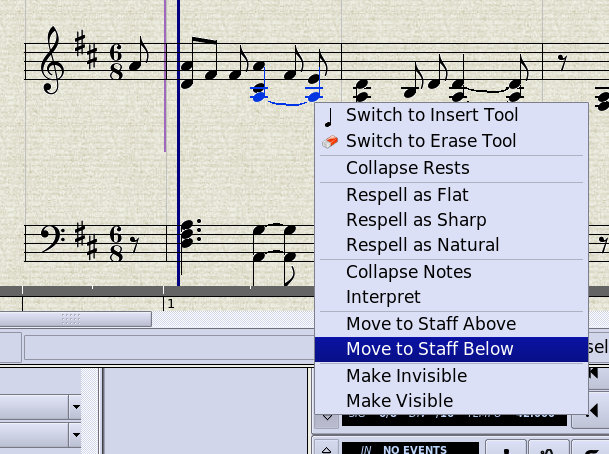 6
8
6
8
Switch to Insert Tool
Switch to Erase Tool
Collapse Rests
Respell as Flat
Respell as Sharp
Respell as Natural
Collapse Notes
Interpret
Move to Staff Above
Move to Staff Below
Make Invisible
Make Visible
1
sel
IN NO EVENTS